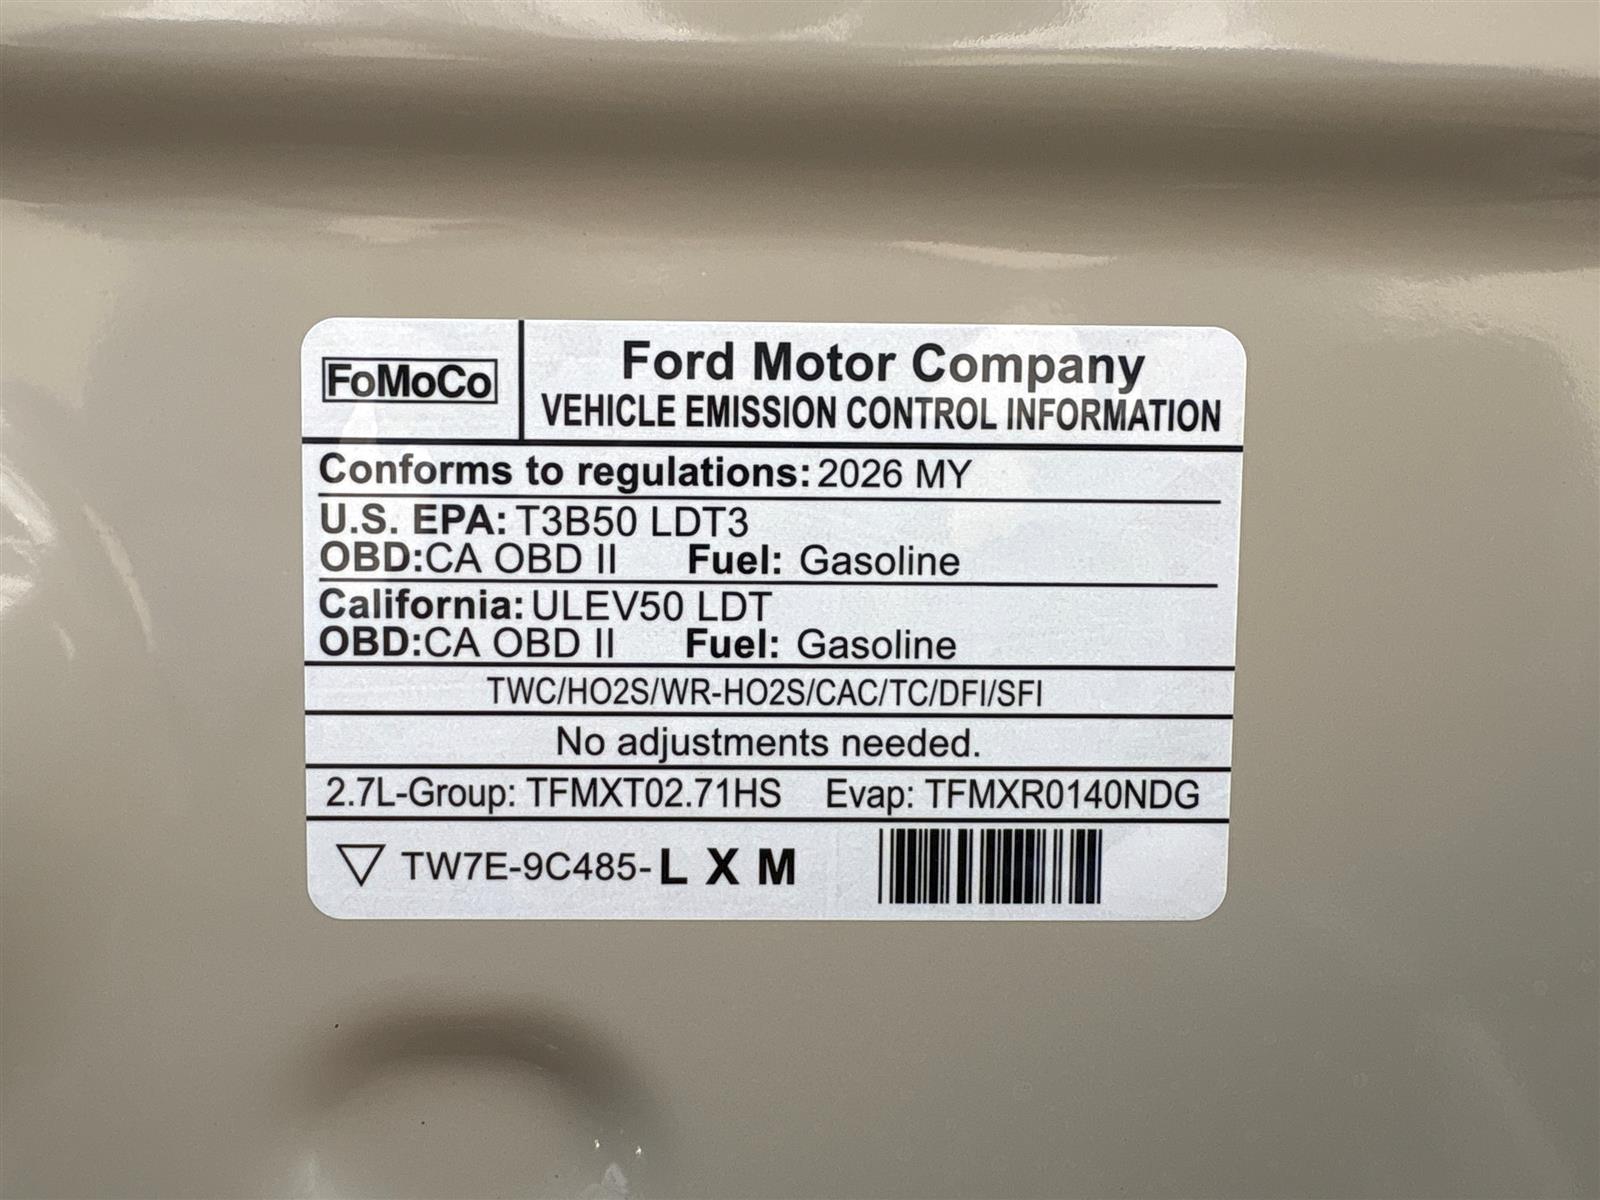 FoMoCo
Ford Motor Company
VEHICLE EMISSION CONTROL INFORMATION
Conforms to regulations: 2026 MY
U.S. EPA: T3B50 LDT3
OBD:CA OBD II Fuel: Gasoline
California: ULEV50 LDT
OBD:CA OBD II Fuel: Gasoline
TWC/HO2S/WR-HO2S/CAC/TC/DFI/SFI
No adjustments needed.
2.7L-Group: TFMXT02.71HS Evap: TFMXR0140NDG
TW7E-9C485-L X M